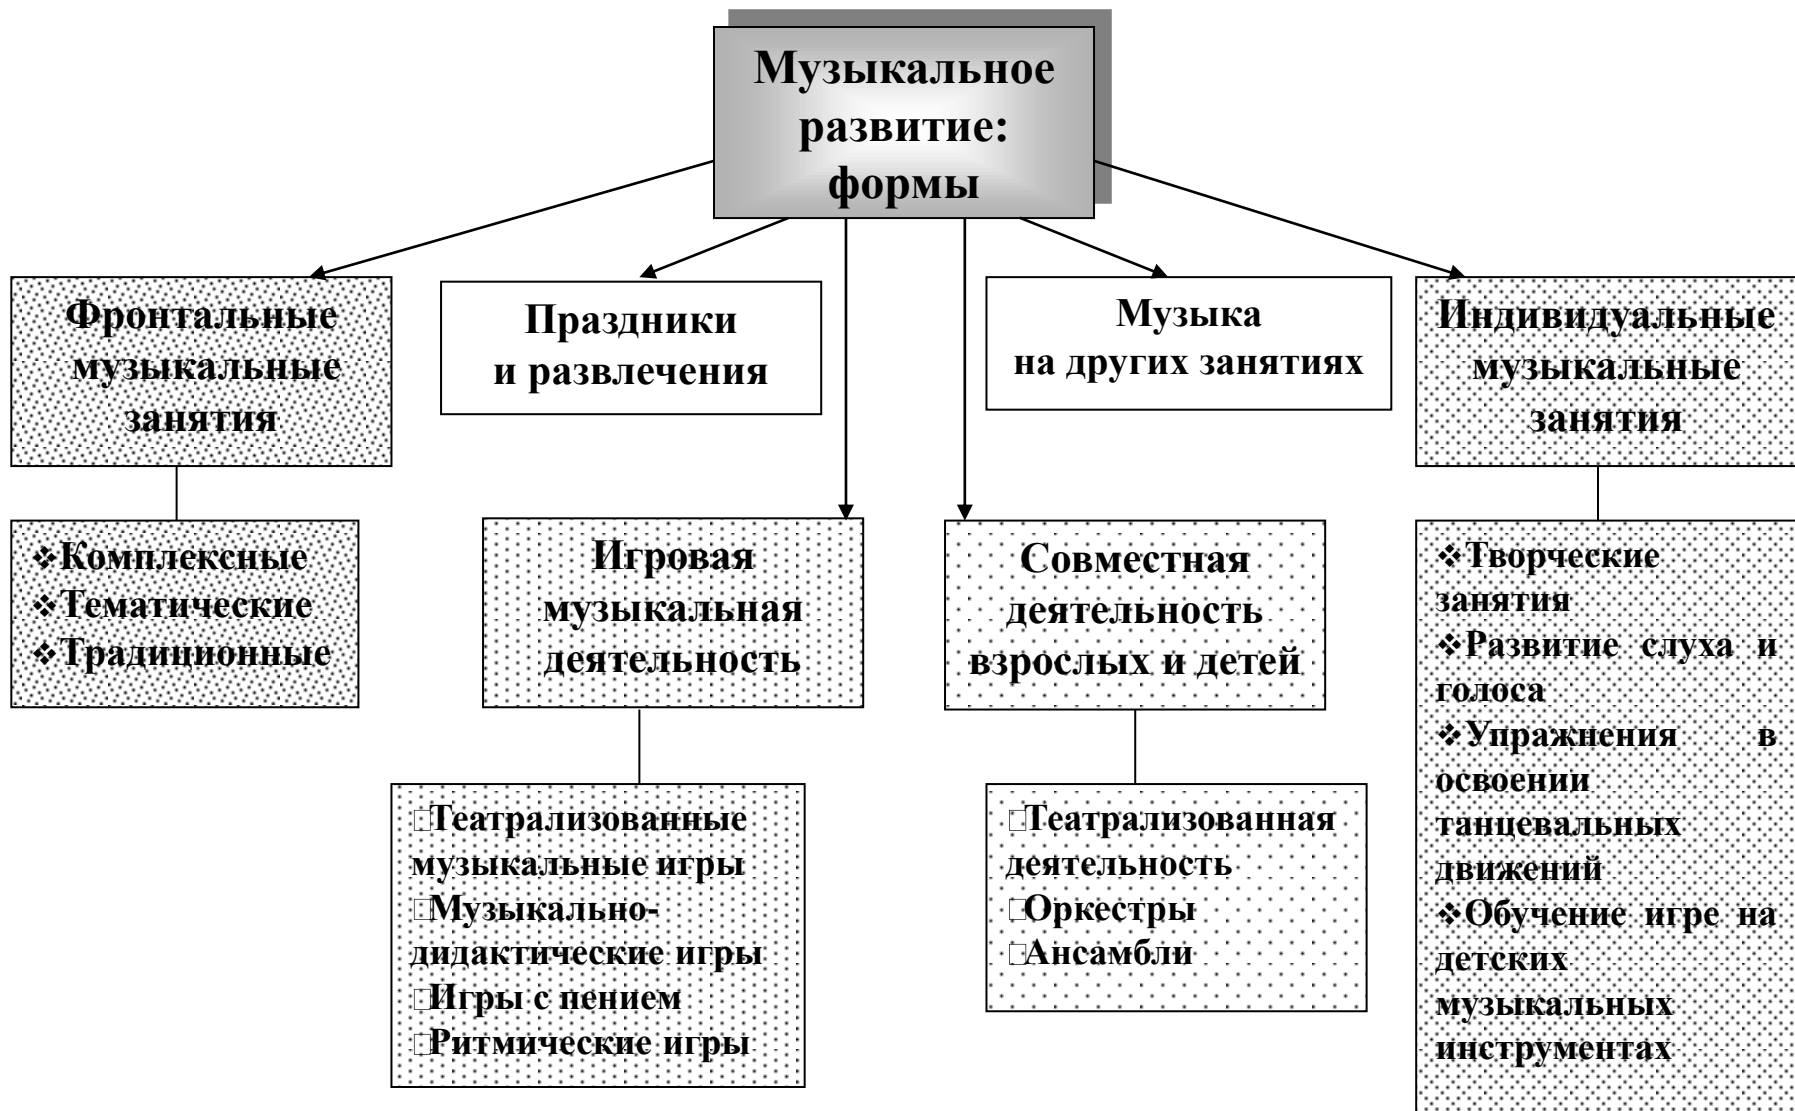 Музыкальное
развитие:
формы
Фронтальные
музыкальные
занятия
Праздники
и развлечения
Музыка
на других занятиях
Индивидуальные
музыкальные
занятия
❖Комплексные
❖Тематические
❖Традиционные
Игровая
музыкальная
деятельность
Совместная
деятельность
взрослых и детей
❖Творческие
занятия
❖Развитие слуха и
голоса
❖Упражнения в
освоении
танцевальных
движений
❖Обучение игре на
детских
музыкальных
инструментах
Театрализованные
музыкальные игры
Музыкально-
дидактические игры
Игры с пением
Ритмические игры
Театрализованная
деятельность
Оркестры
Ансамбли